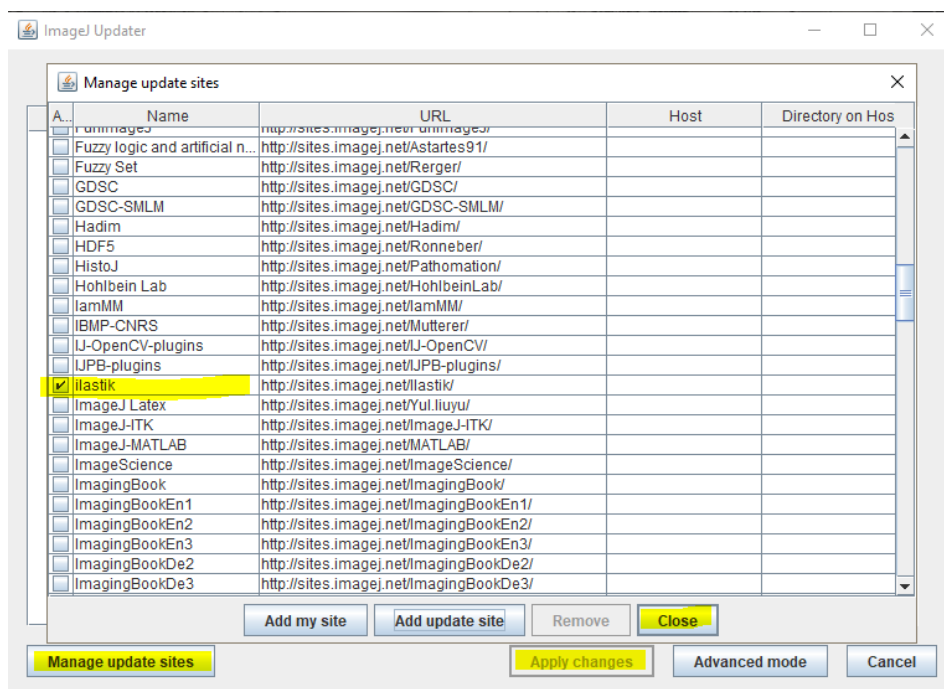 ImageJ Updater
Manage update sites
A... Name URL Host Directory on Hos
FunImageJ http://sites.imagej.net/FunImageJ/
Fuzzy logic and artificial n... http://sites.imagej.net/Astartes91/
Fuzzy Set http://sites.imagej.net/Rerger/
GDSC http://sites.imagej.net/GDSC/
GDSC-SMLM http://sites.imagej.net/GDSC-SMLM/
Hadim http://sites.imagej.net/Hadim/
HDF5 http://sites.imagej.net/Ronneber/
HistoJ http://sites.imagej.net/Pathomation/
Hohlbein Lab http://sites.imagej.net/HohlbeinLab/
IamMM http://sites.imagej.net/IamMM/
IBMP-CNRS http://sites.imagej.net/Mutterer/
IJ-OpenCV-plugins http://sites.imagej.net/IJ-OpenCV/
IJPB-plugins http://sites.imagej.net/IJPB-plugins/
ilastik http://sites.imagej.net/Ilastik/
ImageJ Latex http://sites.imagej.net/Yul.liuyu/
ImageJ-ITK http://sites.imagej.net/ImageJ-ITK/
ImageJ-MATLAB http://sites.imagej.net/MATLAB/
ImageScience http://sites.imagej.net/ImageScience/
ImagingBook http://sites.imagej.net/ImagingBook/
ImagingBookEn1 http://sites.imagej.net/ImagingBookEn1/
ImagingBookEn2 http://sites.imagej.net/ImagingBookEn2/
ImagingBookEn3 http://sites.imagej.net/ImagingBookEn3/
ImagingBookDe2 http://sites.imagej.net/ImagingBookDe2/
ImagingBookDe3 http://sites.imagej.net/ImagingBookDe3/
Add my site Add update site Remove Close
Manage update sites Apply changes Advanced mode Cancel